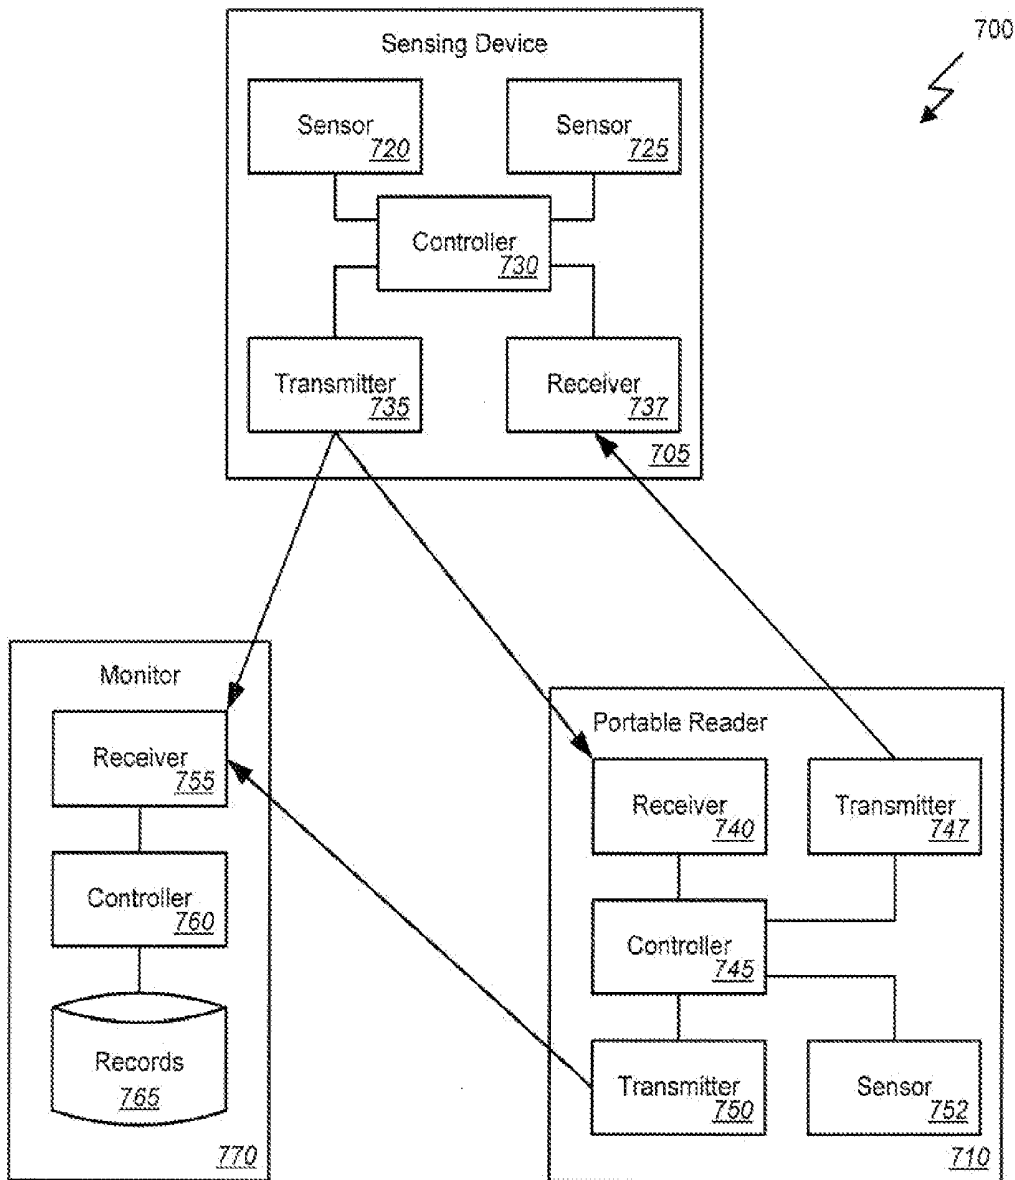 700
Sensing Device
Sensor
720
Sensor
725
Controller
730
Transmitter
735
Receiver
737
705
Monitor
Receiver
755
Controller
760
Records
765
770
Portable Reader
Receiver
740
Transmitter
747
Controller
745
Transmitter
750
Sensor
752
710